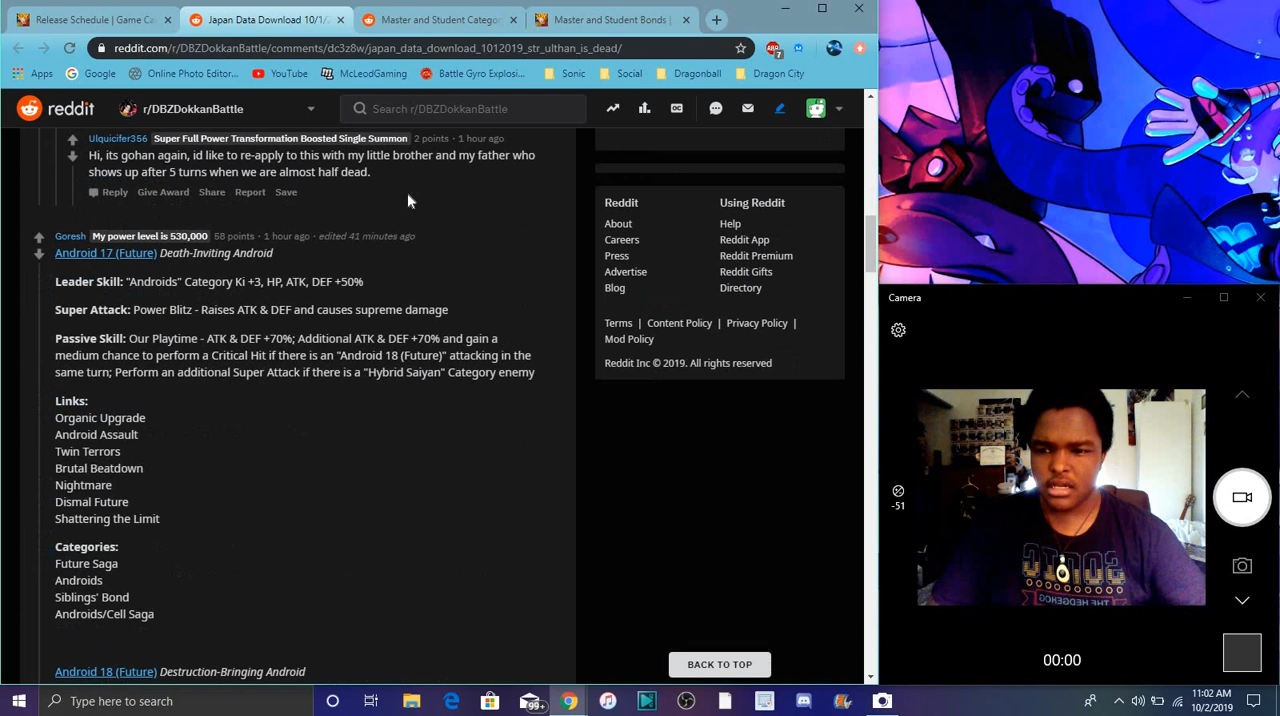 Release Schedule | Game Ca
Japan Data Download 10/1/2
Master and Student Categor
Master and Student Bonds |
reddit.com/r/DBZDokkanBattle/comments/dc3z8w/japan_data_download_1012019_str_ulthan_is_dead/
7
Apps
Google
Online Photo Editor...
YouTube
McLeodGaming
Battle Gyro Explosi...
Sonic
Social
Dragonball
Dragon City
reddit
r/DBZDokkanBattle
Search r/DBZDokkanBattle
Ulquicifer356 Super Full Power Transformation Boosted Single Summon 2 points · 1 hour ago
Hi, its gohan again, id like to re-apply to this with my little brother and my father who
shows up after 5 turns when we are almost half dead.
Reply Give Award Share Report Save
Goresh My power level is 530,000 58 points · 1 hour ago · edited 41 minutes ago
Android 17 (Future) Death-Inviting Android
Leader Skill: "Androids" Category Ki +3, HP, ATK, DEF +50%
Super Attack: Power Blitz - Raises ATK & DEF and causes supreme damage
Passive Skill: Our Playtime - ATK & DEF +70%; Additional ATK & DEF +70% and gain a
medium chance to perform a Critical Hit if there is an "Android 18 (Future)" attacking in the
same turn; Perform an additional Super Attack if there is a "Hybrid Saiyan" Category enemy
Links:
Organic Upgrade
Android Assault
Twin Terrors
Brutal Beatdown
Nightmare
Dismal Future
Shattering the Limit
Categories:
Future Saga
Androids
Siblings' Bond
Androids/Cell Saga
Android 18 (Future) Destruction-Bringing Android
Reddit
Using Reddit
About
Help
Careers
Reddit App
Press
Reddit Premium
Advertise
Reddit Gifts
Blog
Directory
Terms | Content Policy | Privacy Policy |
Mod Policy
Reddit Inc © 2019. All rights reserved
BACK TO TOP
Camera
-51
SONIC
THE HEDGEHOG
00:00
Type here to search
99+
11:02 AM
10/2/2019